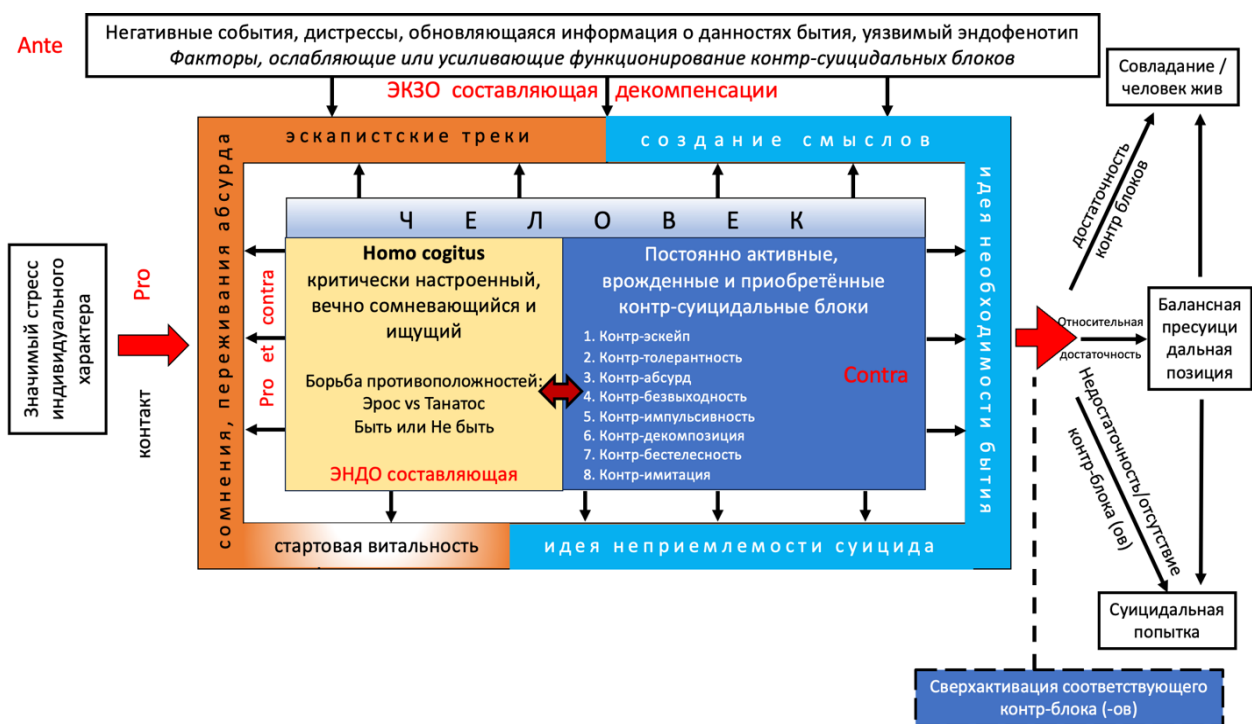 Ante
Негативные события, дистрессы, обновляющаяся информация о данностях бытия, уязвимый эндофенотип
Факторы, ослабляющие или усиливающие функционирование контр-суицидальных блоков
ЭКЗО составляющая декомпенсации
эскапистские треки
создание смыслов
сомнения, переживания абсурда
идея необходимости бытия
ЧЕЛОВЕК
Значимый стресс
индивидуального
характера
Pro
контакт
Pro et contra
Homo cogitus
критически настроенный,
вечно сомневающийся и
ищущий
Борьба противоположностей:
Эрос vs Танатос
Быть или Не быть
ЭНДО составляющая
Постоянно активные,
врожденные и приобретённые
контр-суицидальные блоки
1. Контр-эскейп
2. Контр-толерантность
3. Контр-абсурд
4. Контр-безвыходность
5. Контр-импульсивность
6. Контр-декомпозиция
7. Контр-бестелесность
8. Контр-имитация
Contra
стартовая витальность
идея неприемлемости суицида
Совладание /
человек жив
достаточность
контр блоков
Относительная
достаточность
Балансная
пресуици
дальная
позиция
Недостаточность/отсутствие
контр-блока (ов)
Суицидальная
попытка
Сверхактивация соответствующего
контр-блока (-ов)